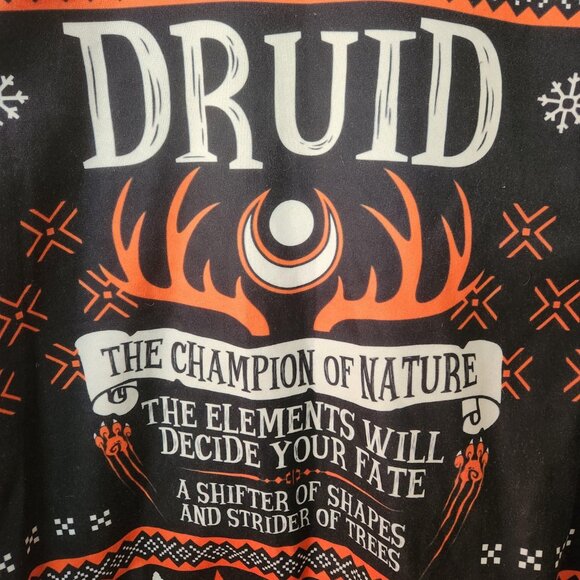 DRUID
THE CHAMPION OF NATURE
THE ELEMENTS WILL
DECIDE YOUR FATE
A SHIFTER OF SHAPES
AND STRIDER OF TREES